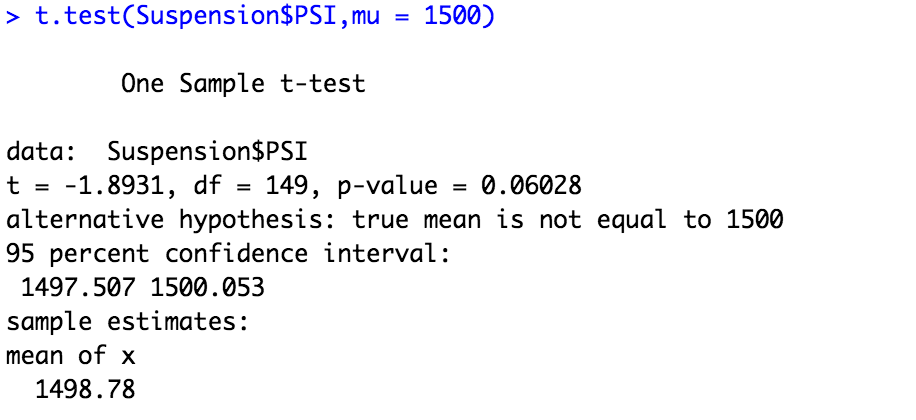 > t.test(Suspension$PSI,mu = 1500)
One Sample t-test
data:  Suspension$PSI
t = -1.8931, df = 149, p-value = 0.06028
alternative hypothesis: true mean is not equal to 1500
95 percent confidence interval:
 1497.507 1500.053
sample estimates:
mean of x
  1498.78